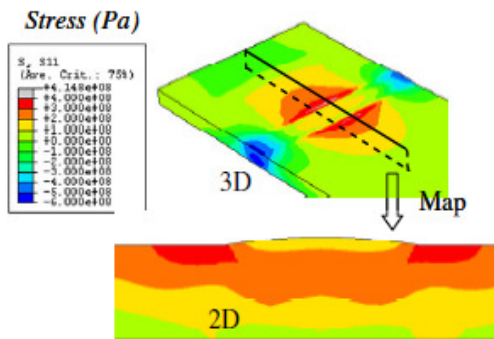 Stress (Pa)
S, S11
(Ave. Crit.: 75%)
+4.148e+08
+4.000e+08
+3.000e+08
+2.000e+08
+1.000e+08
+0.000e+00
-1.000e+08
-2.000e+08
-3.000e+08
-4.000e+08
-5.000e+08
-6.000e+08
3D
Map
2D